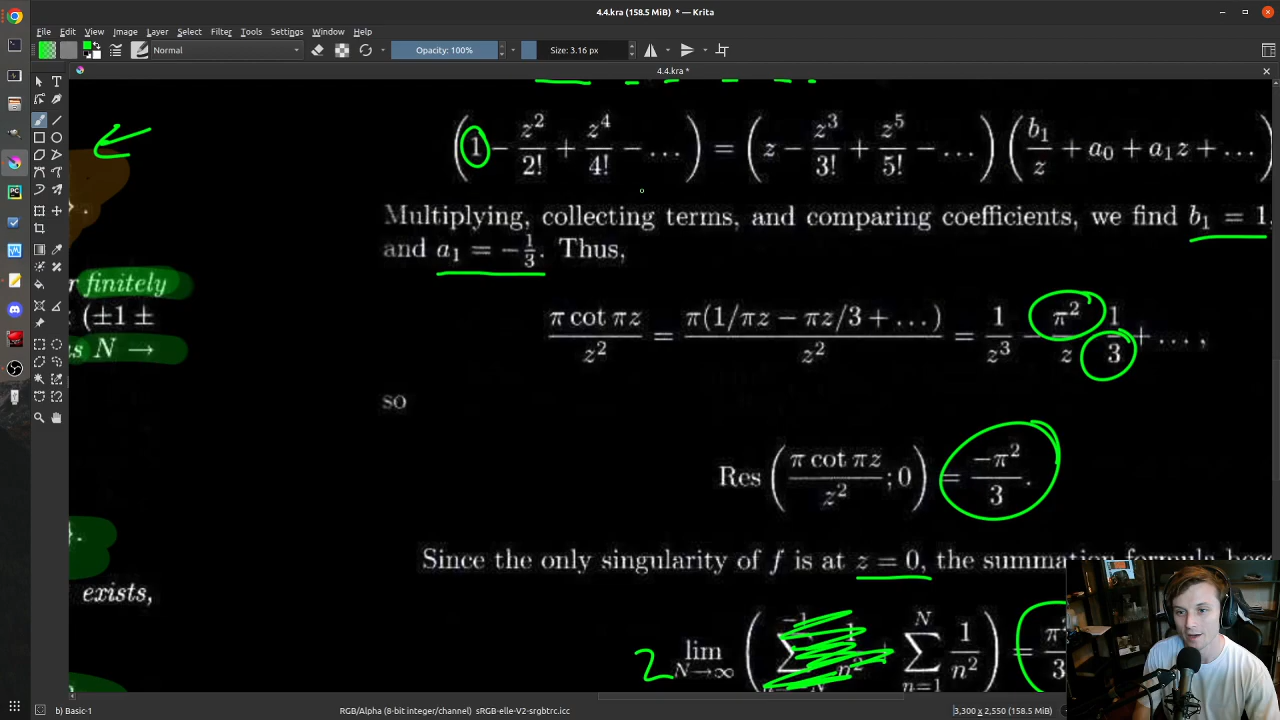 4.4.kra (158.5 MiB) * — Krita
File Edit View Image Layer Select Filter Tools Settings Window Help
Normal Opacity: 100% Size: 3.16 px
4.4.kra *
(1 − z²/2! + z⁴/4! − ...) = (z − z³/3! + z⁵/5! − ...) (b₁/z + a₀ + a₁z + ...
Multiplying, collecting terms, and comparing coefficients, we find b₁ = 1,
and a₁ = −1/3. Thus,
π cot πz / z² = π(1/πz − πz/3 + ...) / z² = 1/z³ − π²/z 1/3 + ...,
so
Res (π cot πz / z² ; 0) = −π²/3.
Since the only singularity of f is at z = 0, the summation formula
2 lim N→∞ ( + ∑ n=1 N 1/n²) = π²/3
finitely
(±1 ±
N →
exists,
b) Basic-1 RGB/Alpha (8-bit integer/channel) sRGB-elle-V2-srgbtrc.icc 3,300 x 2,550 (158.5 MiB)